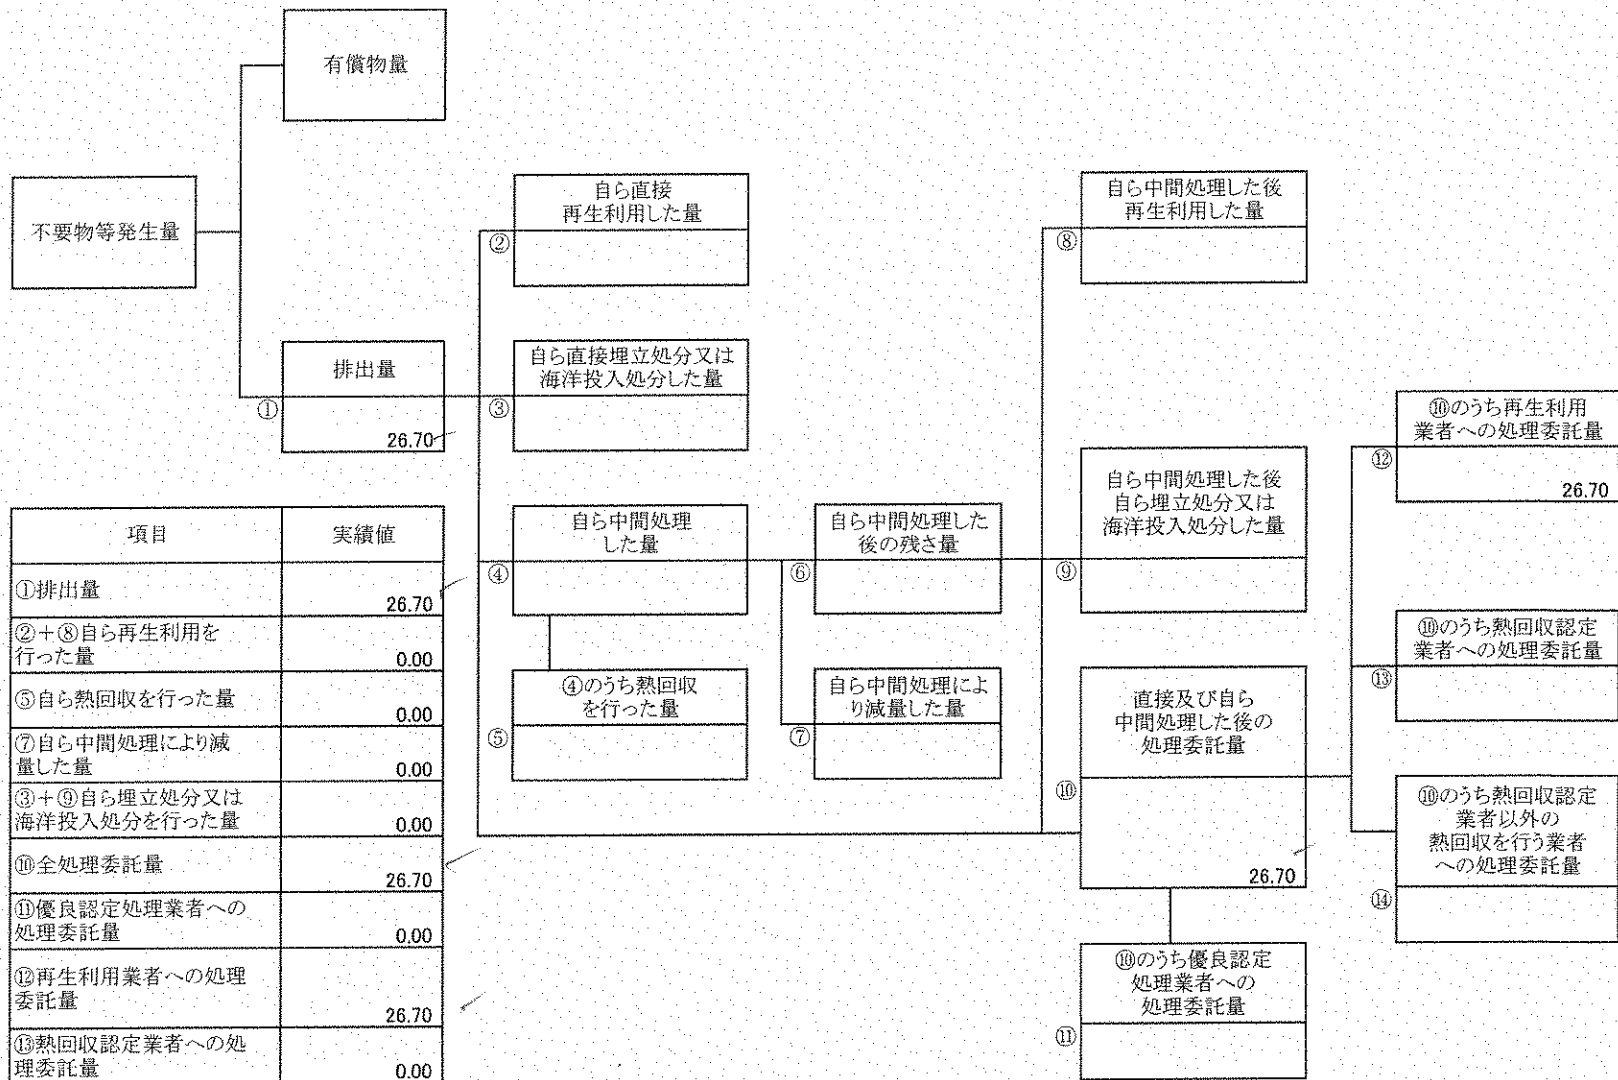 有償物量
不要物等発生量
排出量
①
26.70
自ら直接
再生利用した量
②
自ら直接埋立処分又は
海洋投入処分した量
③
自ら中間処理
した量
④
④のうち熱回収
を行った量
⑤
自ら中間処理した
後の残さ量
⑥
自ら中間処理によ
り減量した量
⑦
自ら中間処理した後
再生利用した量
⑧
自ら中間処理した後
自ら埋立処分又は
海洋投入処分した量
⑨
直接及び自ら
中間処理した後の
処理委託量
⑩
26.70
⑩のうち優良認定
処理業者への
処理委託量
⑪
⑩のうち再生利用
業者への処理委託量
⑫
26.70
⑩のうち熱回収認定
業者への処理委託量
⑬
⑩のうち熱回収認定
業者以外の
熱回収を行う業者
への処理委託量
⑭
項目 実績値
①排出量 26.70
②+⑧自ら再生利用を
行った量 0.00
⑤自ら熱回収を行った量 0.00
⑦自ら中間処理により減
量した量 0.00
③+⑨自ら埋立処分又は
海洋投入処分を行った量 0.00
⑩全処理委託量 26.70
⑪優良認定処理業者への
処理委託量 0.00
⑫再生利用業者への処理
委託量 26.70
⑬熱回収認定業者への処
理委託量 0.00